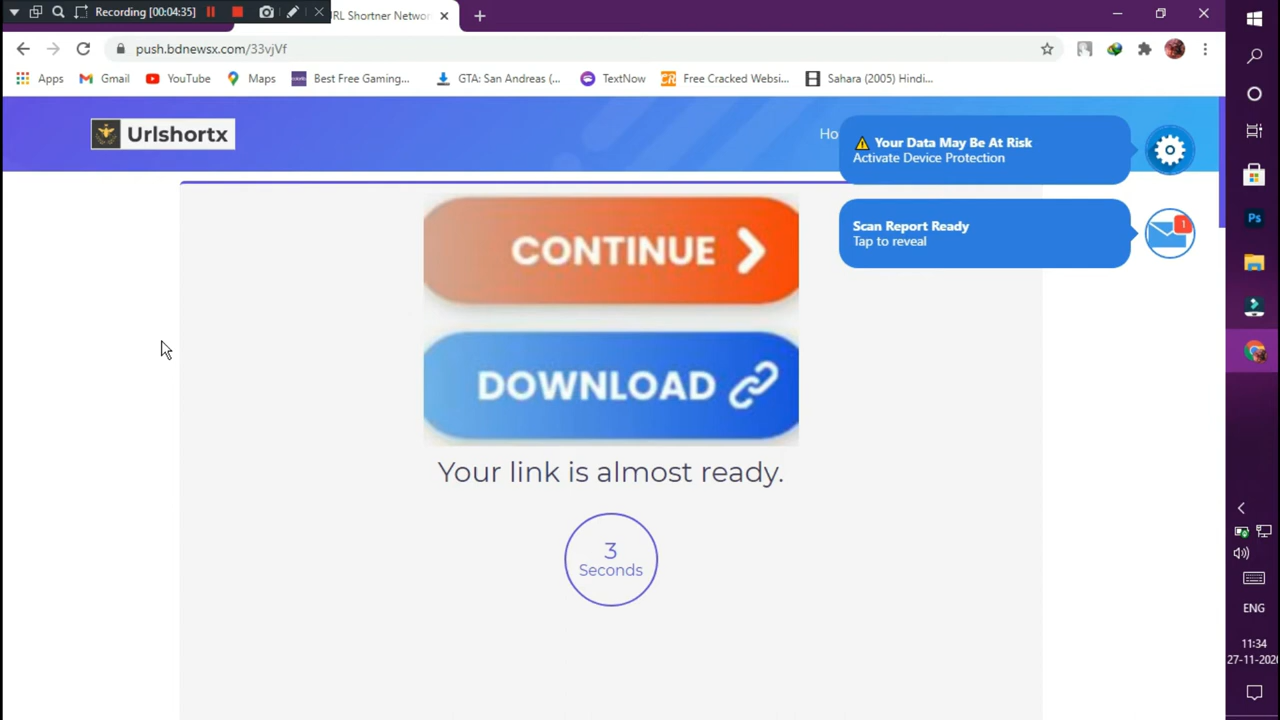 Recording [00:04:35]
URL Shortner Networ
push.bdnewsx.com/33vjVf
Apps
Gmail
YouTube
Maps
Best Free Gaming...
GTA: San Andreas (...
TextNow
Free Cracked Websi...
Sahara (2005) Hindi...
Urlshortx
Ho
Your Data May Be At Risk
Activate Device Protection
Scan Report Ready
Tap to reveal
1
CONTINUE
DOWNLOAD
Your link is almost ready.
3
Seconds
Ps
ENG
11:34
27-11-2020